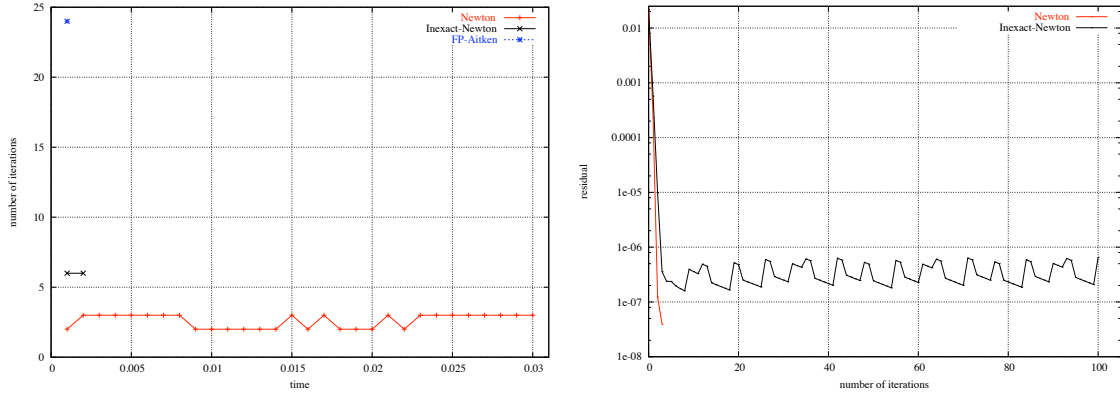 25
20
15
10
5
0
number of iterations
0
0.005
0.01
0.015
0.02
0.025
0.03
time
Newton
Inexact-Newton
FP-Aitken
0.01
0.001
0.0001
1e-05
1e-06
1e-07
1e-08
residual
0
20
40
60
80
100
number of iterations
Newton
Inexact-Newton